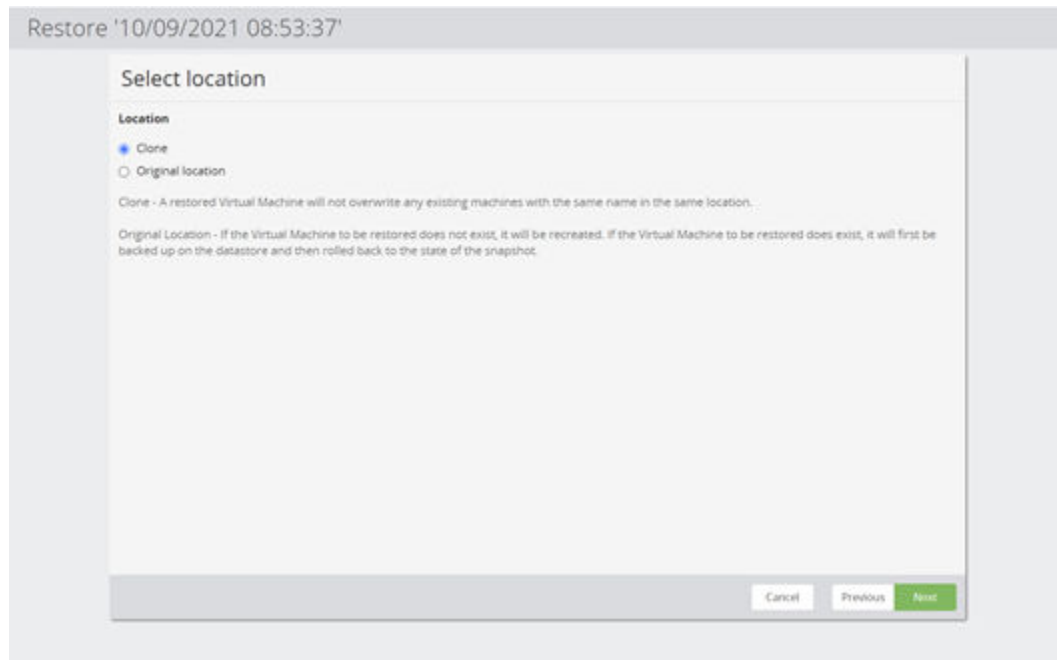 Restore '10/09/2021 08:53:37'
Select location
Location
Clone
Original location
Clone - A restored Virtual Machine will not overwrite any existing machines with the same name in the same location.
Original Location - If the Virtual Machine to be restored does not exist, it will be recreated. If the Virtual Machine to be restored does exist, it will first be
backed up on the datastore and then rolled back to the state of the snapshot.
Cancel Previous Next